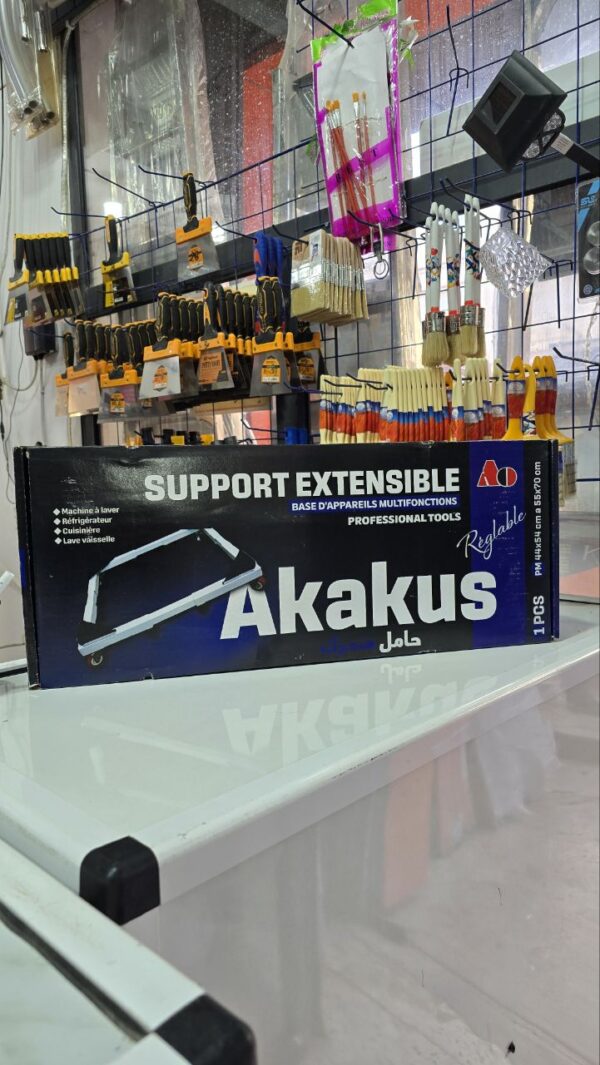 SUPPORT EXTENSIBLE
BASE D'APPAREILS MULTIFONCTIONS
PROFESSIONAL TOOLS
◆ Machine à laver
◆ Réfrigérateur
◆ Cuisinière
◆ Lave vaisselle
Réglable
Akakus
حامل
1 PCS PM 44x54 cm a 55x70 cm